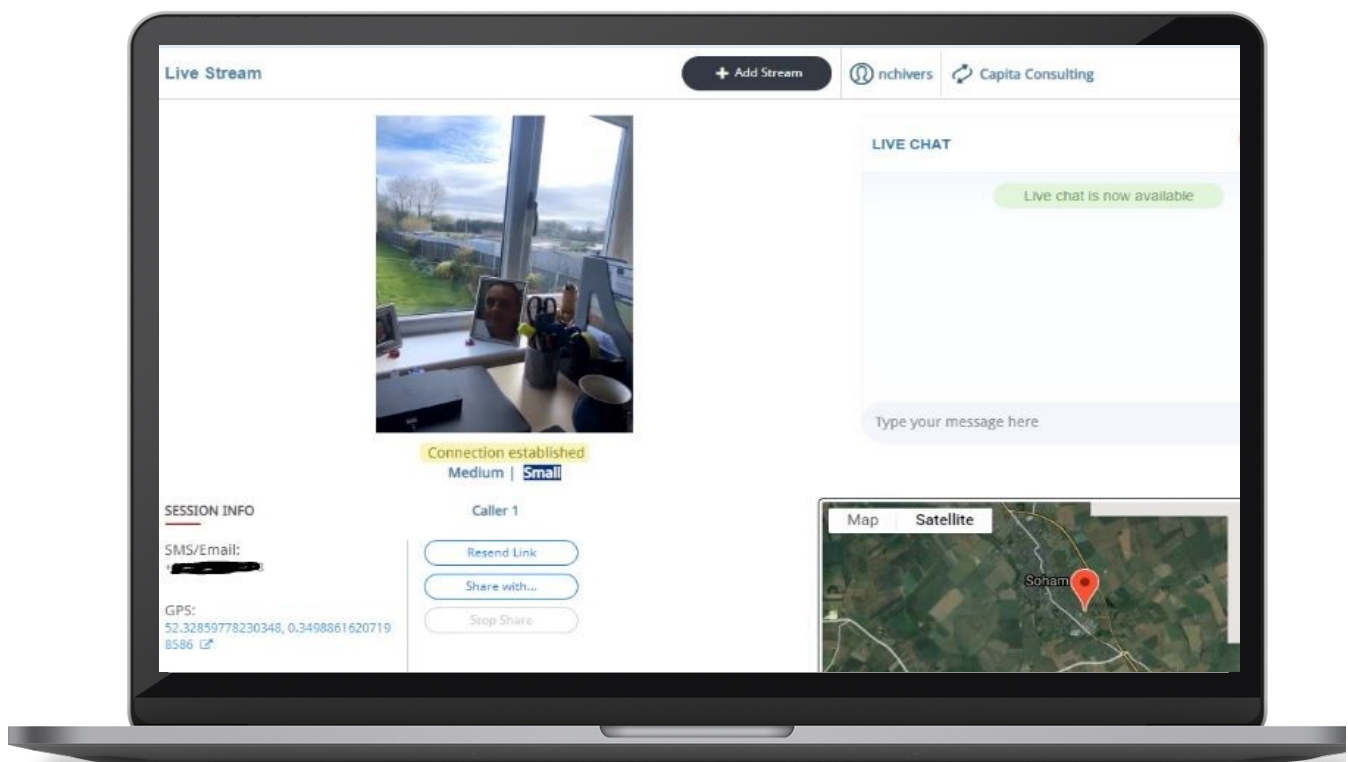 Live Stream
+ Add Stream
nchivers
Capita Consulting
LIVE CHAT
Live chat is now available
Type your message here
Connection established
Medium | Small
SESSION INFO
Caller 1
SMS/Email:
Resend Link
Share with...
Stop Share
GPS:
52.32859778230348, 0.3498861620719
8586
Map Satellite
Soham